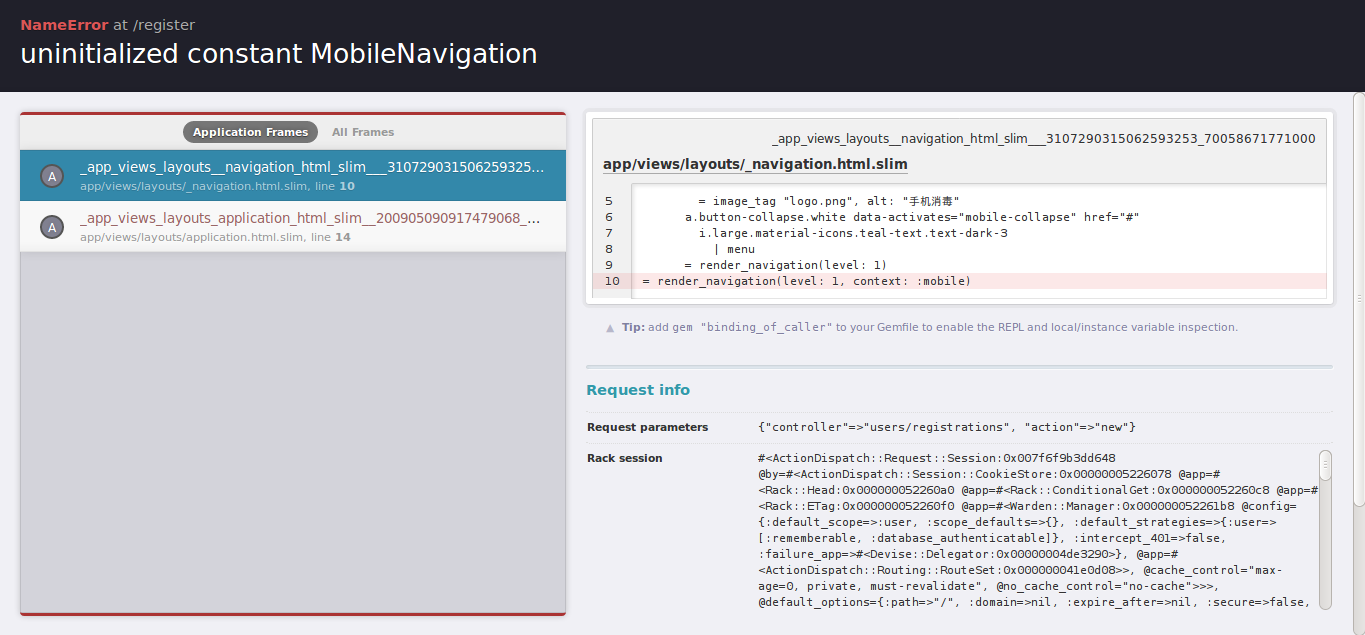 NameError at /register
uninitialized constant MobileNavigation
Application Frames All Frames
A
_app_views_layouts__navigation_html_slim___310729031506259325...
app/views/layouts/_navigation.html.slim, line 10
A
_app_views_layouts_application_html_slim__200905090917479068_...
app/views/layouts/application.html.slim, line 14
_app_views_layouts__navigation_html_slim___3107290315062593253_70058671771000
app/views/layouts/_navigation.html.slim
5 = image_tag "logo.png", alt: "手机消毒"
6 a.button-collapse.white data-activates="mobile-collapse" href="#"
7 i.large.material-icons.teal-text.text-dark-3
8 | menu
9 = render_navigation(level: 1)
10 = render_navigation(level: 1, context: :mobile)
▲ Tip: add gem "binding_of_caller" to your Gemfile to enable the REPL and local/instance variable inspection.
Request info
Request parameters {"controller"=>"users/registrations", "action"=>"new"}
Rack session #<ActionDispatch::Request::Session:0x007f6f9b3dd648
@by=#<ActionDispatch::Session::CookieStore:0x00000005226078 @app=#
<Rack::Head:0x000000052260a0 @app=#<Rack::ConditionalGet:0x000000052260c8 @app=#
<Rack::ETag:0x000000052260f0 @app=#<Warden::Manager:0x000000052261b8 @config=
{:default_scope=>:user, :scope_defaults=>{}, :default_strategies=>{:user=>
[:rememberable, :database_authenticatable]}, :intercept_401=>false,
:failure_app=>#<Devise::Delegator:0x00000004de3290>}, @app=#
<ActionDispatch::Routing::RouteSet:0x000000041e0d08>>, @cache_control="max-
age=0, private, must-revalidate", @no_cache_control="no-cache">>>,
@default_options={:path=>"/", :domain=>nil, :expire_after=>nil, :secure=>false,